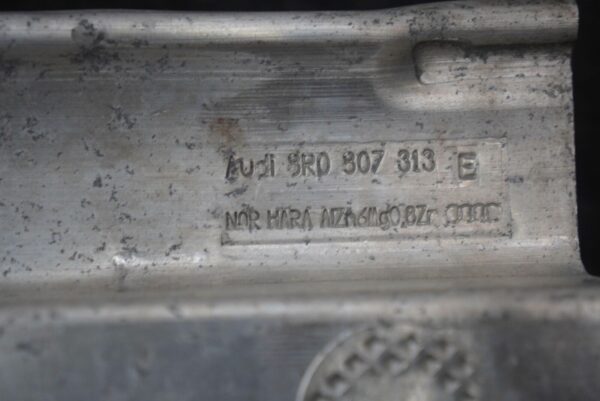 Audi 8R0 807 313 E
NOR HARA AlZn6Mg0,8Zr